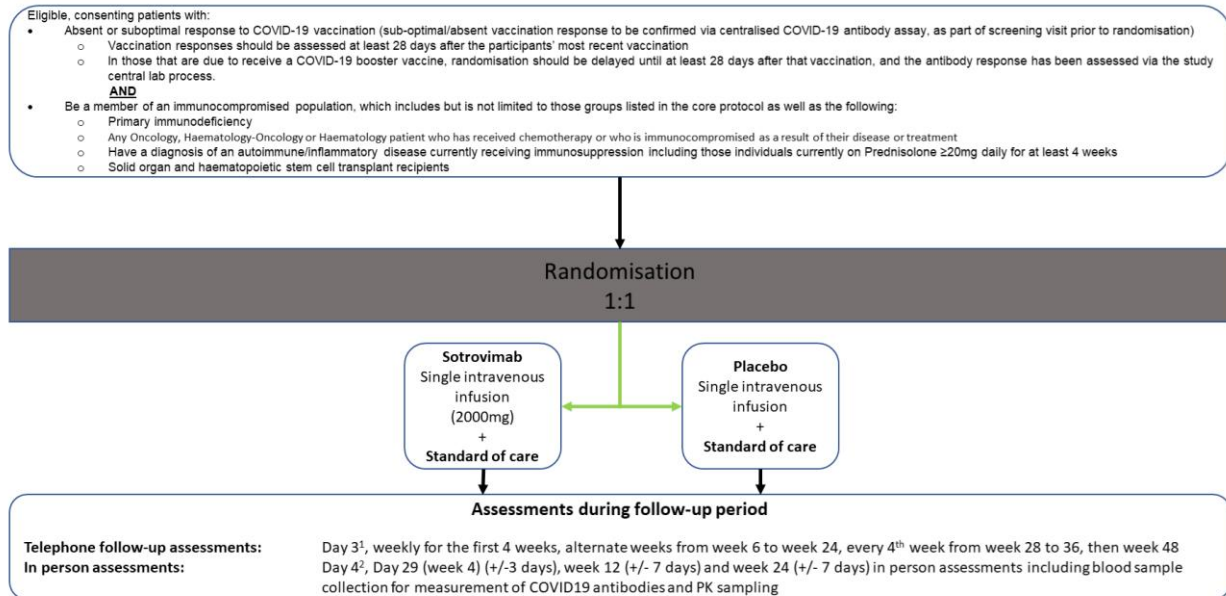 Eligible, consenting patients with:
• Absent or suboptimal response to COVID-19 vaccination (sub-optimal/absent vaccination response to be confirmed via centralised COVID-19 antibody assay, as part of screening visit prior to randomisation)
o Vaccination responses should be assessed at least 28 days after the participants' most recent vaccination
o In those that are due to receive a COVID-19 booster vaccine, randomisation should be delayed until at least 28 days after that vaccination, and the antibody response has been assessed via the study
central lab process.
AND
• Be a member of an immunocompromised population, which includes but is not limited to those groups listed in the core protocol as well as the following:
o Primary immunodeficiency
o Any Oncology, Haematology-Oncology or Haematology patient who has received chemotherapy or who is immunocompromised as a result of their disease or treatment
o Have a diagnosis of an autoimmune/inflammatory disease currently receiving immunosuppression including those individuals currently on Prednisolone ≥20mg daily for at least 4 weeks
o Solid organ and haematopoietic stem cell transplant recipients
Randomisation
1:1
Sotrovimab
Single intravenous
infusion
(2000mg)
+
Standard of care
Placebo
Single intravenous
infusion
+
Standard of care
Assessments during follow-up period
Telephone follow-up assessments: Day 3¹, weekly for the first 4 weeks, alternate weeks from week 6 to week 24, every 4th week from week 28 to 36, then week 48
In person assessments: Day 4², Day 29 (week 4) (+/-3 days), week 12 (+/- 7 days) and week 24 (+/- 7 days) in person assessments including blood sample
collection for measurement of COVID19 antibodies and PK sampling